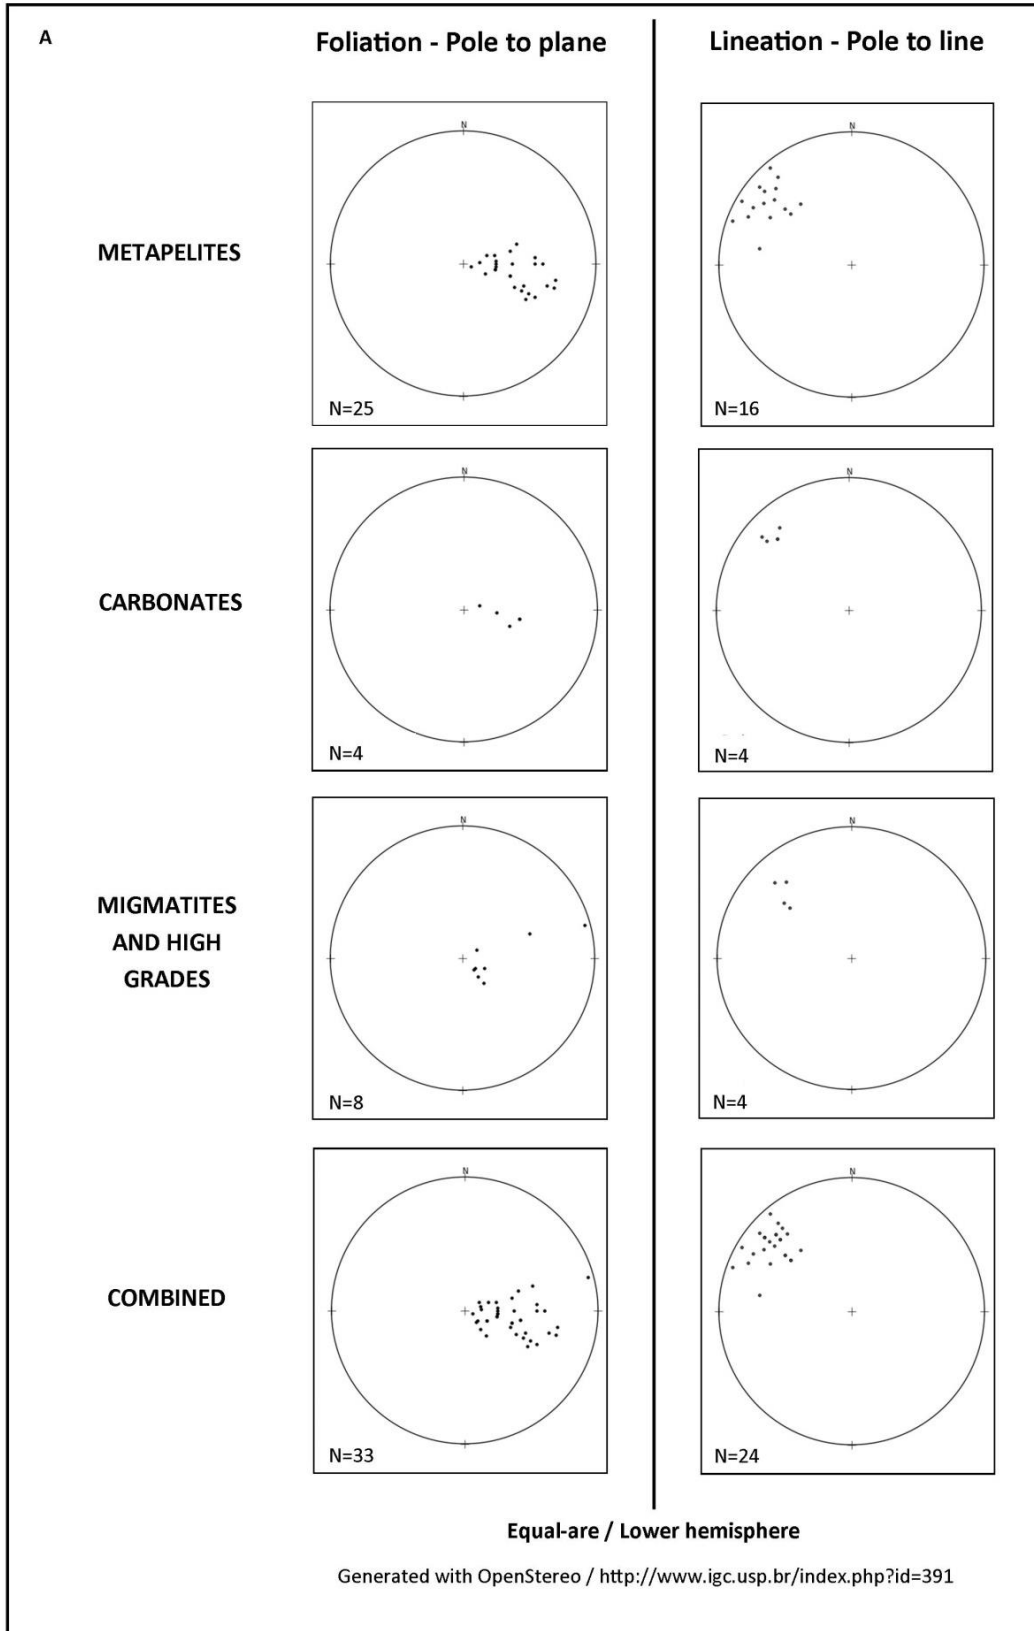 A
Foliation - Pole to plane
Lineation - Pole to line
METAPELITES
N
N=25
N
N=16
CARBONATES
N
N=4
N
N=4
MIGMATITES
AND HIGH
GRADES
N
N=8
N
N=4
COMBINED
N
N=33
N
N=24
Equal-are / Lower hemisphere
Generated with OpenStereo / http://www.igc.usp.br/index.php?id=391